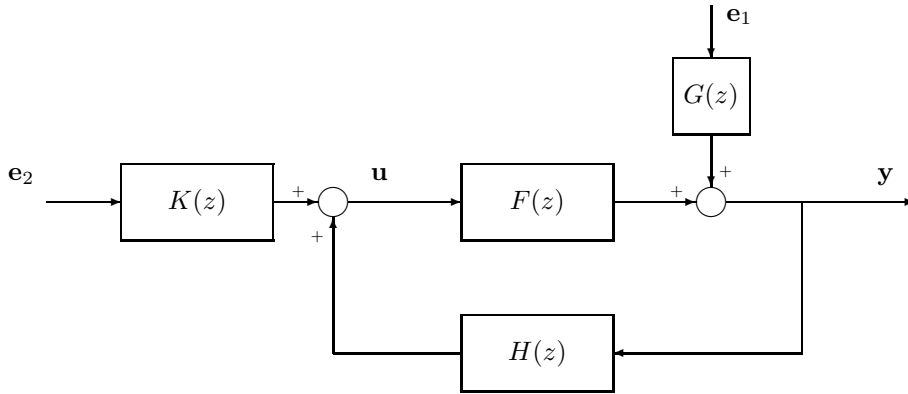 e₁
G(z)
+
e₂
K(z)
+
u
F(z)
+
y
+
H(z)